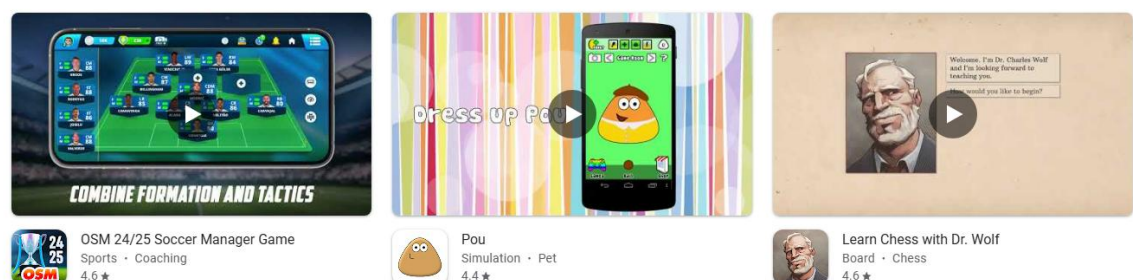 COMBINE FORMATION AND TACTICS
Dress up Pou
Game Room
Welcome. I'm Dr. Charles Wolf
and I'm looking forward to
teaching you.
How would you like to begin?
24
25
OSM
OSM 24/25 Soccer Manager Game
Sports • Coaching
4.6 ★
Pou
Simulation • Pet
4.4 ★
Learn Chess with Dr. Wolf
Board • Chess
4.6 ★